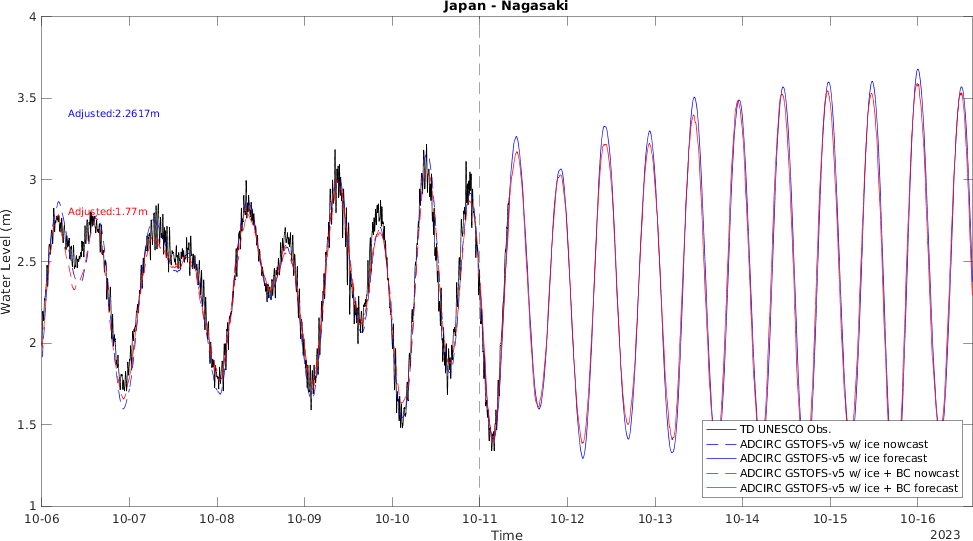 Japan - Nagasaki
4
3.5
3
2.5
2
1.5
1
Water Level (m)
Adjusted:2.2617m
Adjusted:1.77m
TD UNESCO Obs.
ADCIRC GSTOFS-v5 w/ ice nowcast
ADCIRC GSTOFS-v5 w/ ice forecast
ADCIRC GSTOFS-v5 w/ ice + BC nowcast
ADCIRC GSTOFS-v5 w/ ice + BC forecast
10-06 10-07 10-08 10-09 10-10 10-11 10-12 10-13 10-14 10-15 10-16
Time
2023